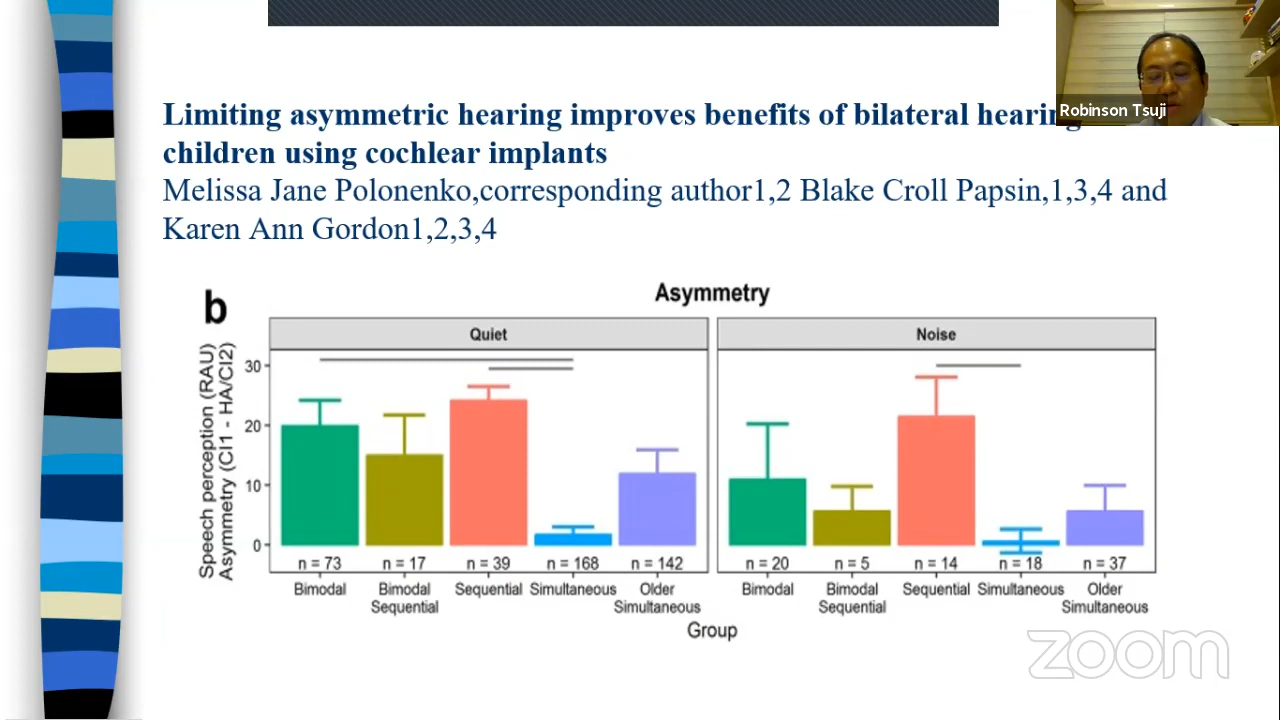 Limiting asymmetric hearing improves benefits of bilateral hearing
children using cochlear implants
Melissa Jane Polonenko,corresponding author1,2 Blake Croll Papsin,1,3,4 and
Karen Ann Gordon1,2,3,4
Robinson Tsuji
b
Asymmetry
Quiet
Noise
Speech perception (RAU)
Asymmetry (CI1 - HA/CI2)
30
20
10
0
n = 73
n = 17
n = 39
n = 168
n = 142
n = 20
n = 5
n = 14
n = 18
n = 37
Bimodal
Bimodal
Sequential
Sequential
Simultaneous
Older
Simultaneous
Bimodal
Bimodal
Sequential
Sequential
Simultaneous
Older
Simultaneous
Group
zoom